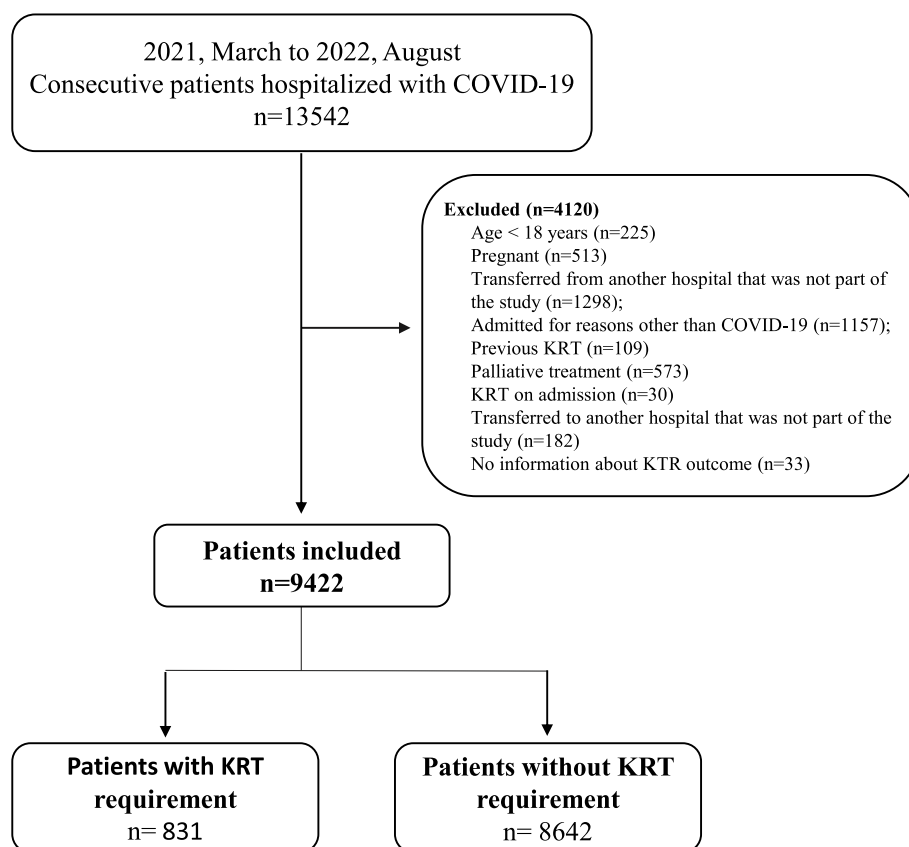 2021, March to 2022, August
Consecutive patients hospitalized with COVID-19
n=13542
Excluded (n=4120)
Age < 18 years (n=225)
Pregnant (n=513)
Transferred from another hospital that was not part of
the study (n=1298);
Admitted for reasons other than COVID-19 (n=1157);
Previous KRT (n=109)
Palliative treatment (n=573)
KRT on admission (n=30)
Transferred to another hospital that was not part of the
study (n=182)
No information about KTR outcome (n=33)
Patients included
n=9422
Patients with KRT
requirement
n= 831
Patients without KRT
requirement
n= 8642